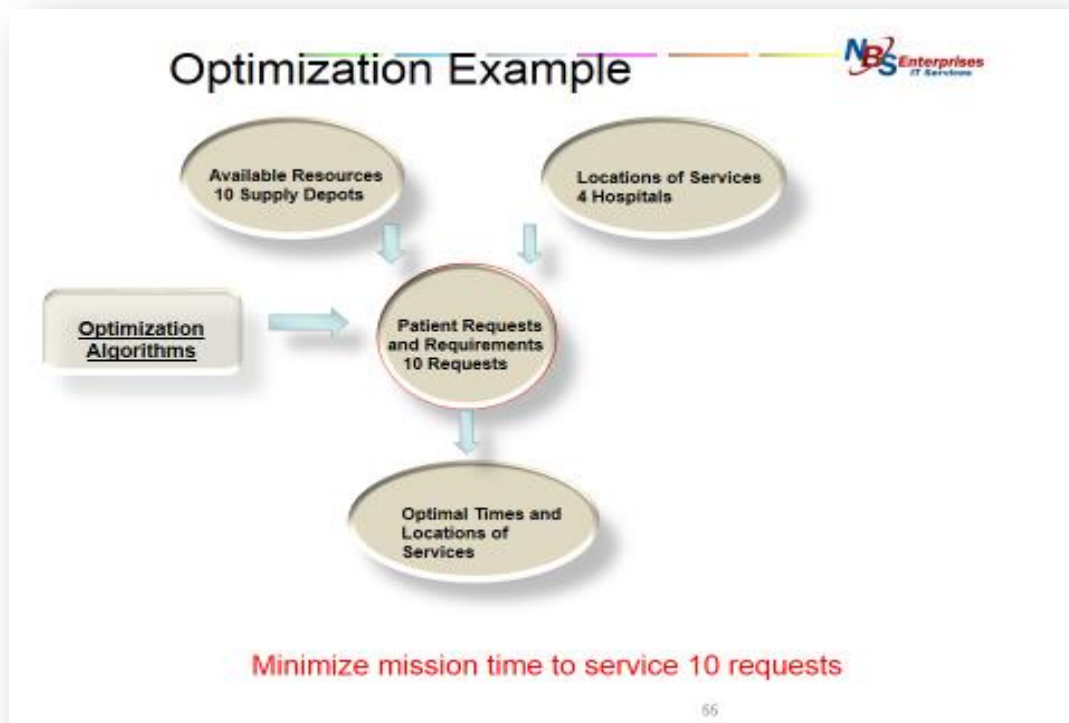 Optimization Example
NBS Enterprises
IT Services
Available Resources
10 Supply Depots
Locations of Services
4 Hospitals
Optimization
Algorithms
Patient Requests
and Requirements
10 Requests
Optimal Times and
Locations of
Services
Minimize mission time to service 10 requests
55